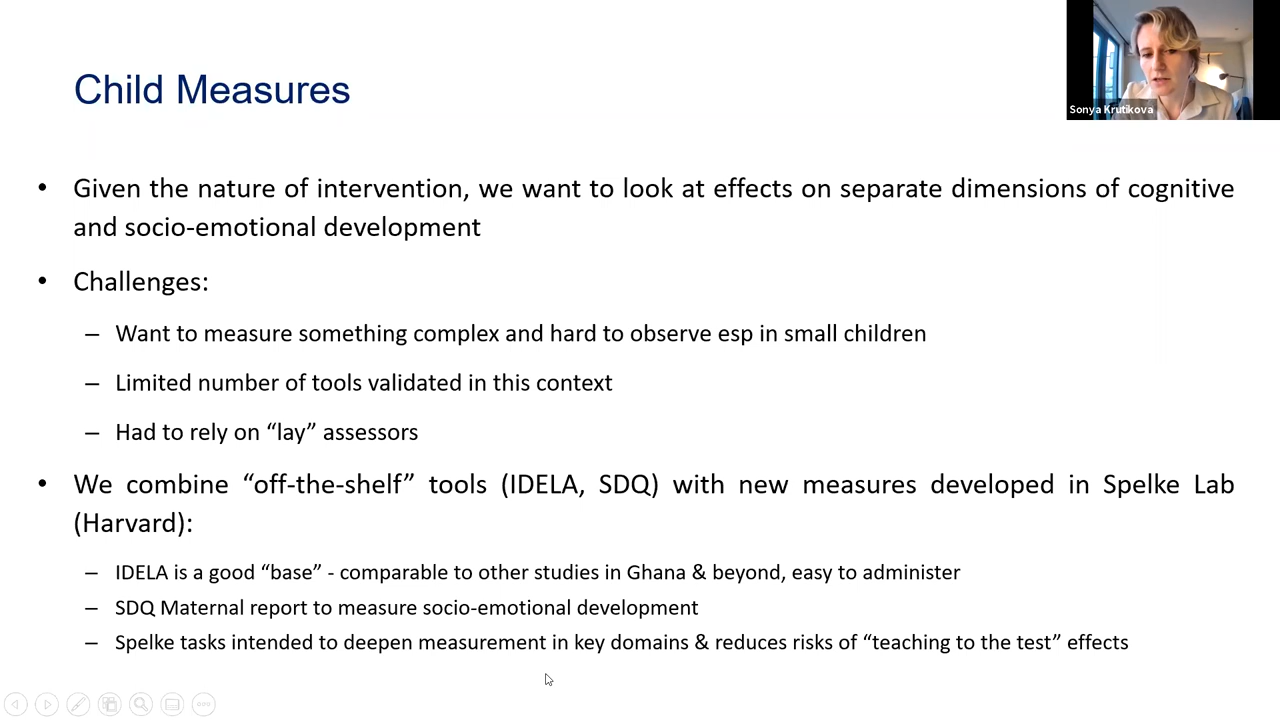 Child Measures
Sonya Krutikova
• Given the nature of intervention, we want to look at effects on separate dimensions of cognitive
and socio-emotional development
• Challenges:
– Want to measure something complex and hard to observe esp in small children
– Limited number of tools validated in this context
– Had to rely on “lay” assessors
• We combine “off-the-shelf” tools (IDELA, SDQ) with new measures developed in Spelke Lab
(Harvard):
– IDELA is a good “base” - comparable to other studies in Ghana & beyond, easy to administer
– SDQ Maternal report to measure socio-emotional development
– Spelke tasks intended to deepen measurement in key domains & reduces risks of “teaching to the test” effects